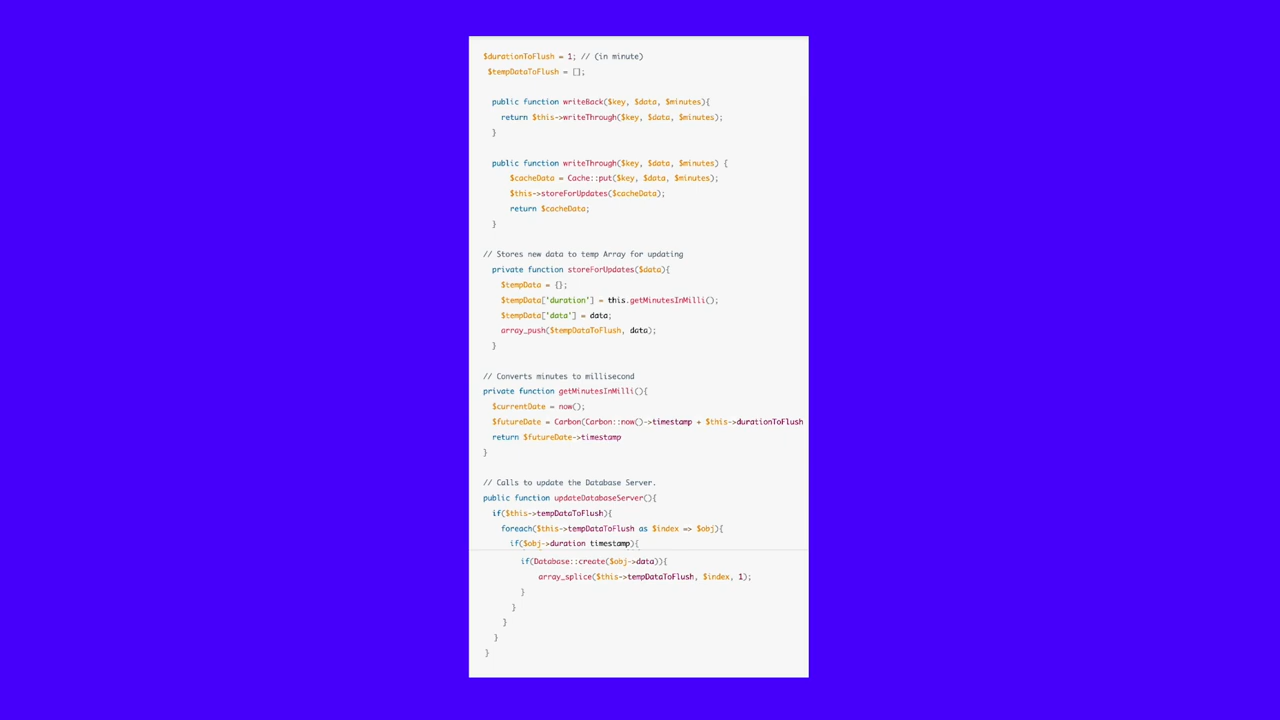 $durationToFlush = 1; // (in minute)
$tempDataToFlush = [];
public function writeBack($key, $data, $minutes){
return $this->writeThrough($key, $data, $minutes);
}
public function writeThrough($key, $data, $minutes) {
$cacheData = Cache::put($key, $data, $minutes);
$this->storeForUpdates($cacheData);
return $cacheData;
}
// Stores new data to temp Array for updating
private function storeForUpdates($data){
$tempData = {};
$tempData['duration'] = this.getMinutesInMilli();
$tempData['data'] = data;
array_push($tempDataToFlush, data);
}
// Converts minutes to millisecond
private function getMinutesInMilli(){
$currentDate = now();
$futureDate = Carbon(Carbon::now()->timestamp + $this->durationToFlush
return $futureDate->timestamp
}
// Calls to update the Database Server.
public function updateDatabaseServer(){
if($this->tempDataToFlush){
foreach($this->tempDataToFlush as $index => $obj){
if($obj->duration timestamp){
if(Database::create($obj->data)){
array_splice($this->tempDataToFlush, $index, 1);
}
}
}
}
}